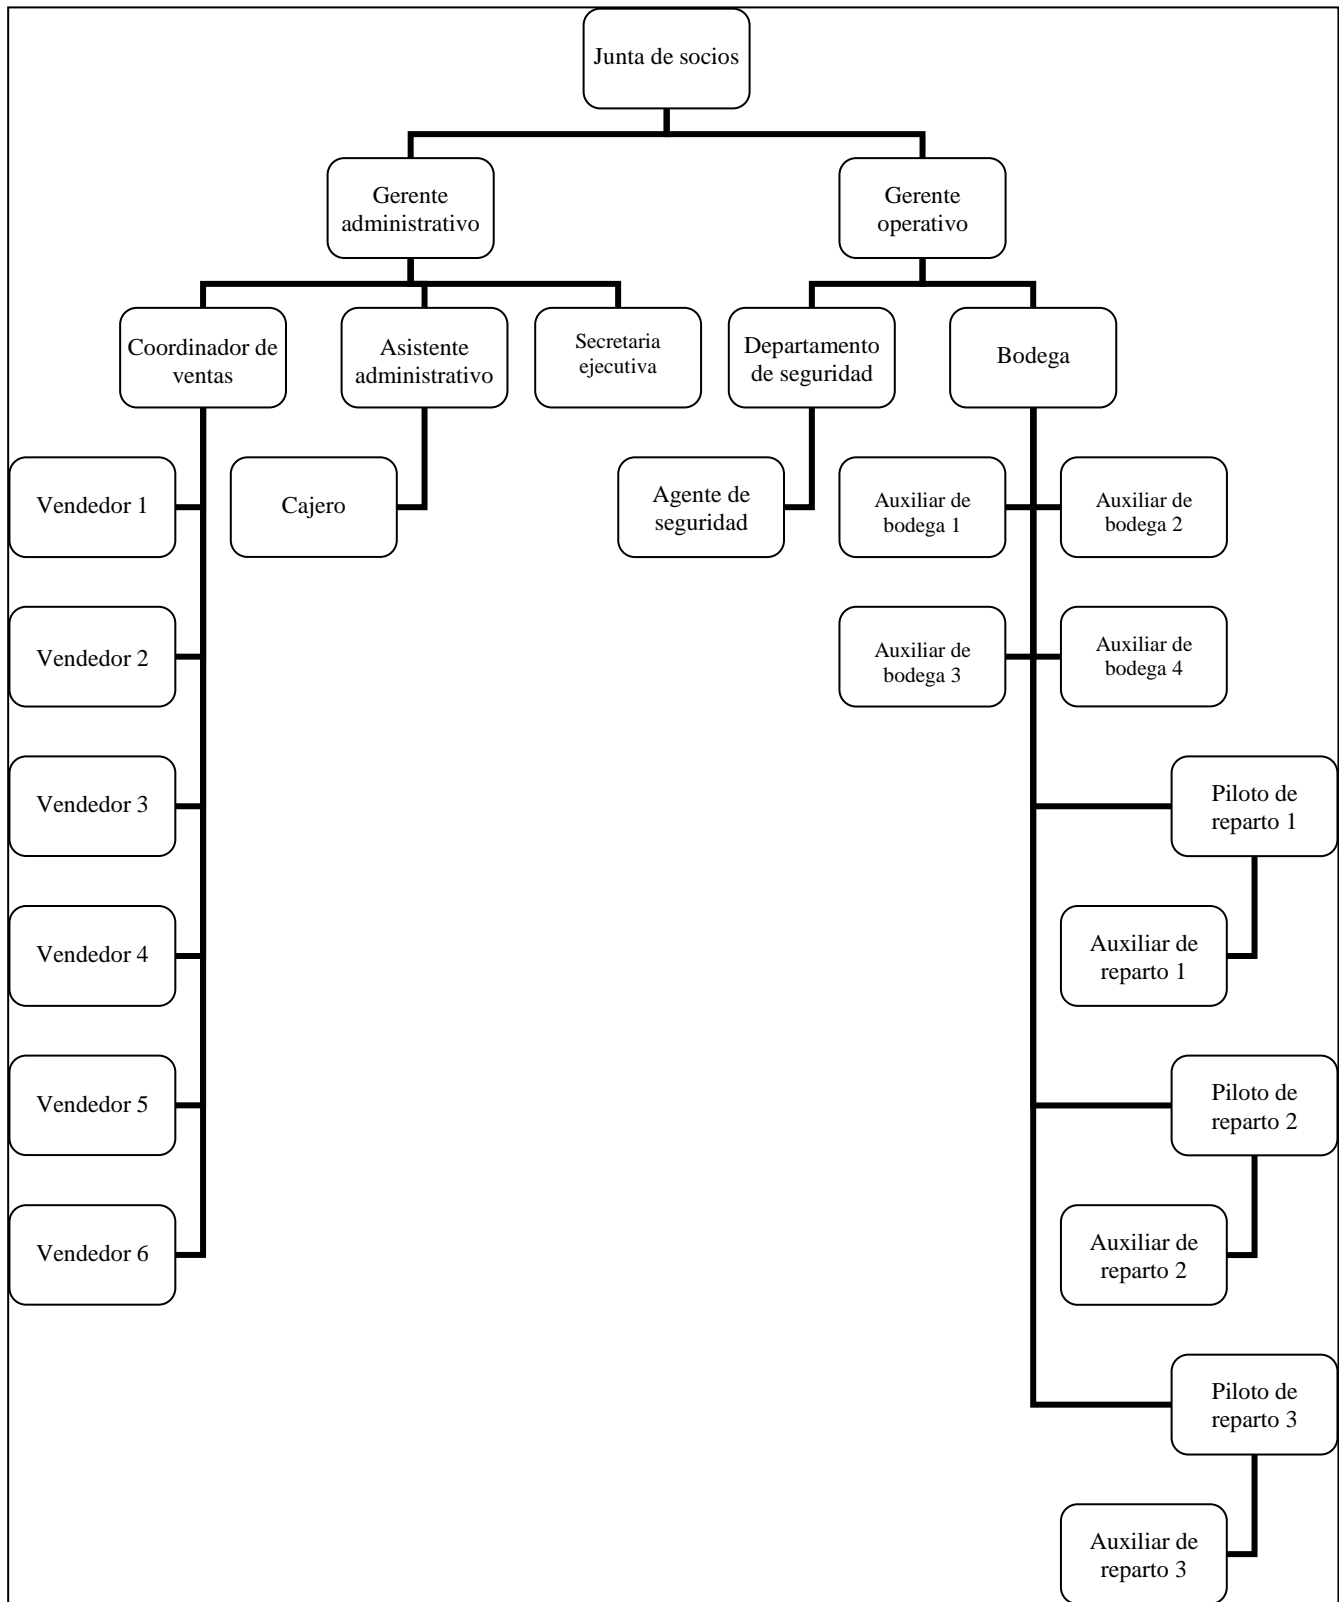 Junta de socios
Gerente
administrativo
Gerente
operativo
Coordinador de
ventas
Asistente
administrativo
Secretaria
ejecutiva
Departamento
de seguridad
Bodega
Vendedor 1
Cajero
Agente de
seguridad
Auxiliar de
bodega 1
Auxiliar de
bodega 2
Vendedor 2
Auxiliar de
bodega 3
Auxiliar de
bodega 4
Vendedor 3
Piloto de
reparto 1
Vendedor 4
Auxiliar de
reparto 1
Vendedor 5
Piloto de
reparto 2
Vendedor 6
Auxiliar de
reparto 2
Piloto de
reparto 3
Auxiliar de
reparto 3